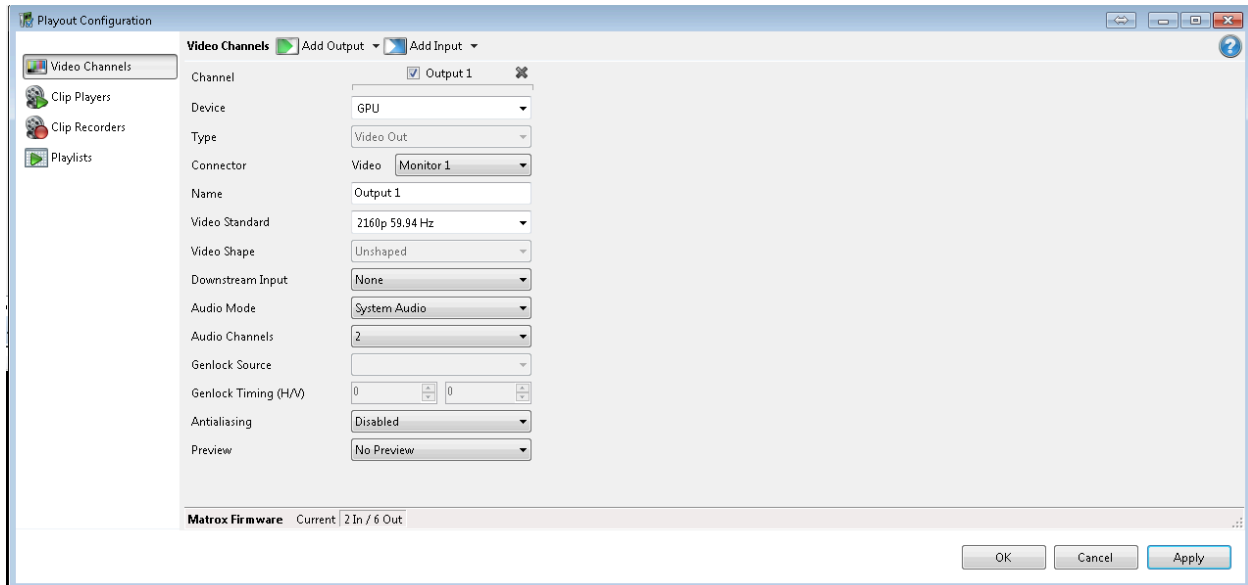 Playout Configuration
Video Channels Add Output Add Input
Video Channels
Clip Players
Clip Recorders
Playlists
Channel Output 1
Device GPU
Type Video Out
Connector Video Monitor 1
Name Output 1
Video Standard 2160p 59.94 Hz
Video Shape Unshaped
Downstream Input None
Audio Mode System Audio
Audio Channels 2
Genlock Source
Genlock Timing (H/V) 0 0
Antialiasing Disabled
Preview No Preview
Matrox Firmware Current 2 In / 6 Out
OK Cancel Apply